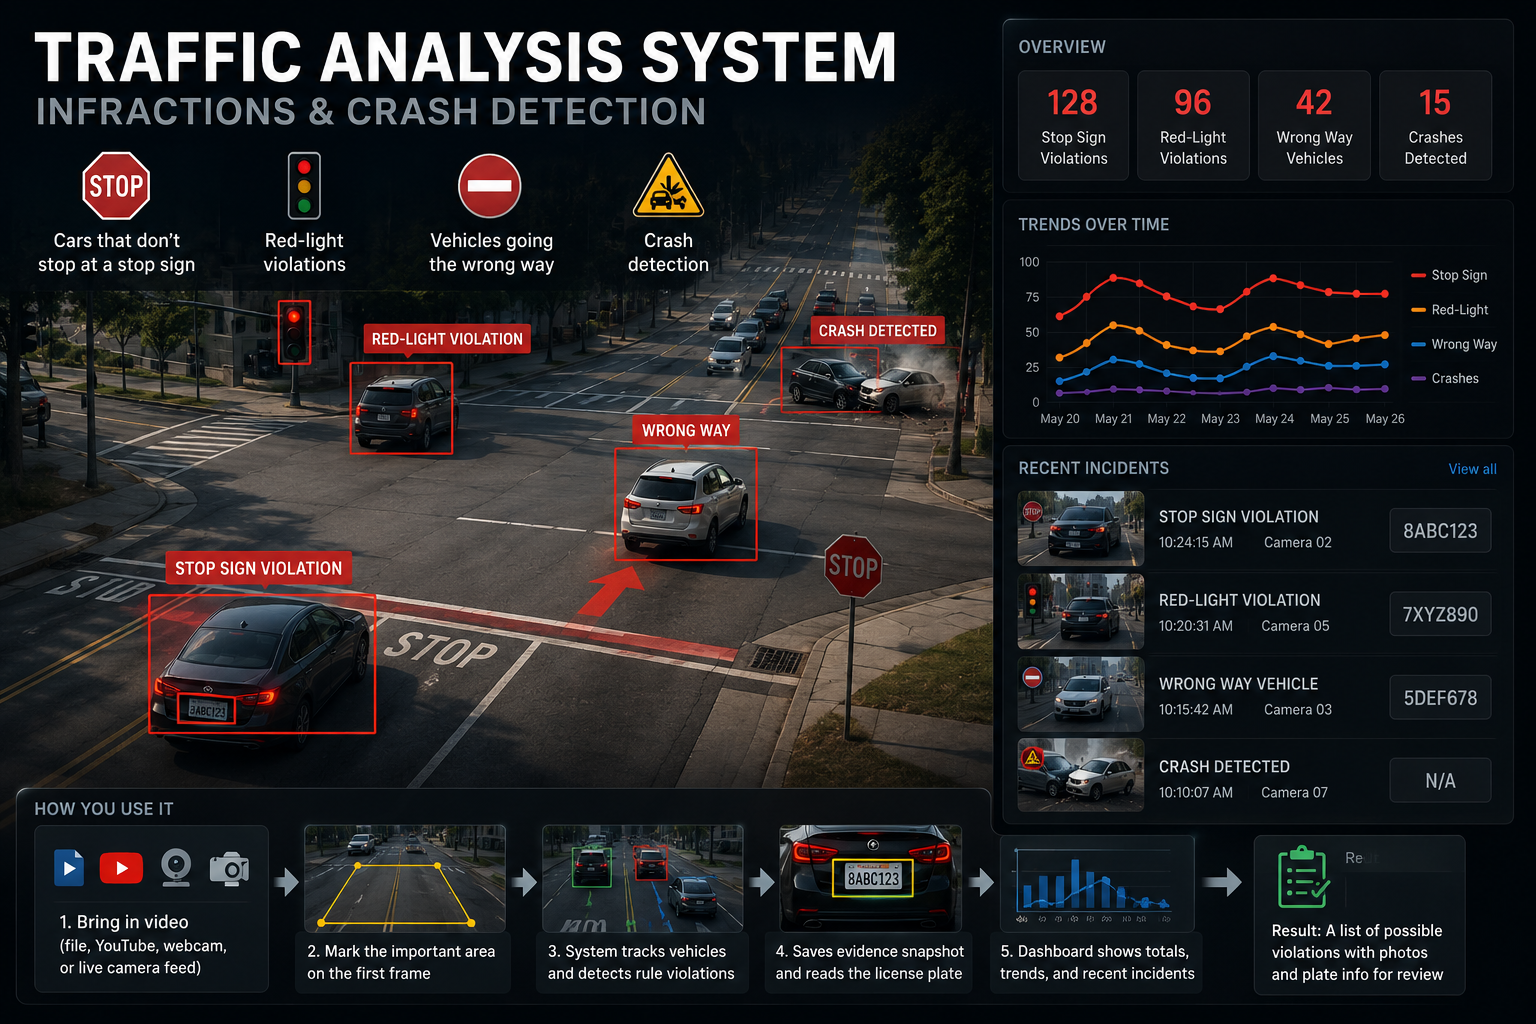 TRAFFIC ANALYSIS SYSTEM
INFRACTIONS & CRASH DETECTION
STOP
Cars that don't
stop at a stop sign
Red-light
violations
Vehicles going
the wrong way
Crash
detection
RED-LIGHT VIOLATION
CRASH DETECTED
WRONG WAY
STOP SIGN VIOLATION
STOP
STOP
8ABC123
OVERVIEW
128
Stop Sign
Violations
96
Red-Light
Violations
42
Wrong Way
Vehicles
15
Crashes
Detected
TRENDS OVER TIME
100
75
50
25
0
May 20 May 21 May 22 May 23 May 24 May 25 May 26
Stop Sign
Red-Light
Wrong Way
Crashes
RECENT INCIDENTS View all
STOP
STOP SIGN VIOLATION
10:24:15 AM Camera 02
8ABC123
RED-LIGHT VIOLATION
10:20:31 AM Camera 05
7XYZ890
WRONG WAY VEHICLE
10:15:42 AM Camera 03
5DEF678
CRASH DETECTED
10:10:07 AM Camera 07
N/A
HOW YOU USE IT
1. Bring in video
(file, YouTube, webcam,
or live camera feed)
2. Mark the important area
on the first frame
3. System tracks vehicles
and detects rule violations
8ABC123
4. Saves evidence snapshot
and reads the license plate
5. Dashboard shows totals,
trends, and recent incidents
Result: A list of possible
violations with photos
and plate info for review